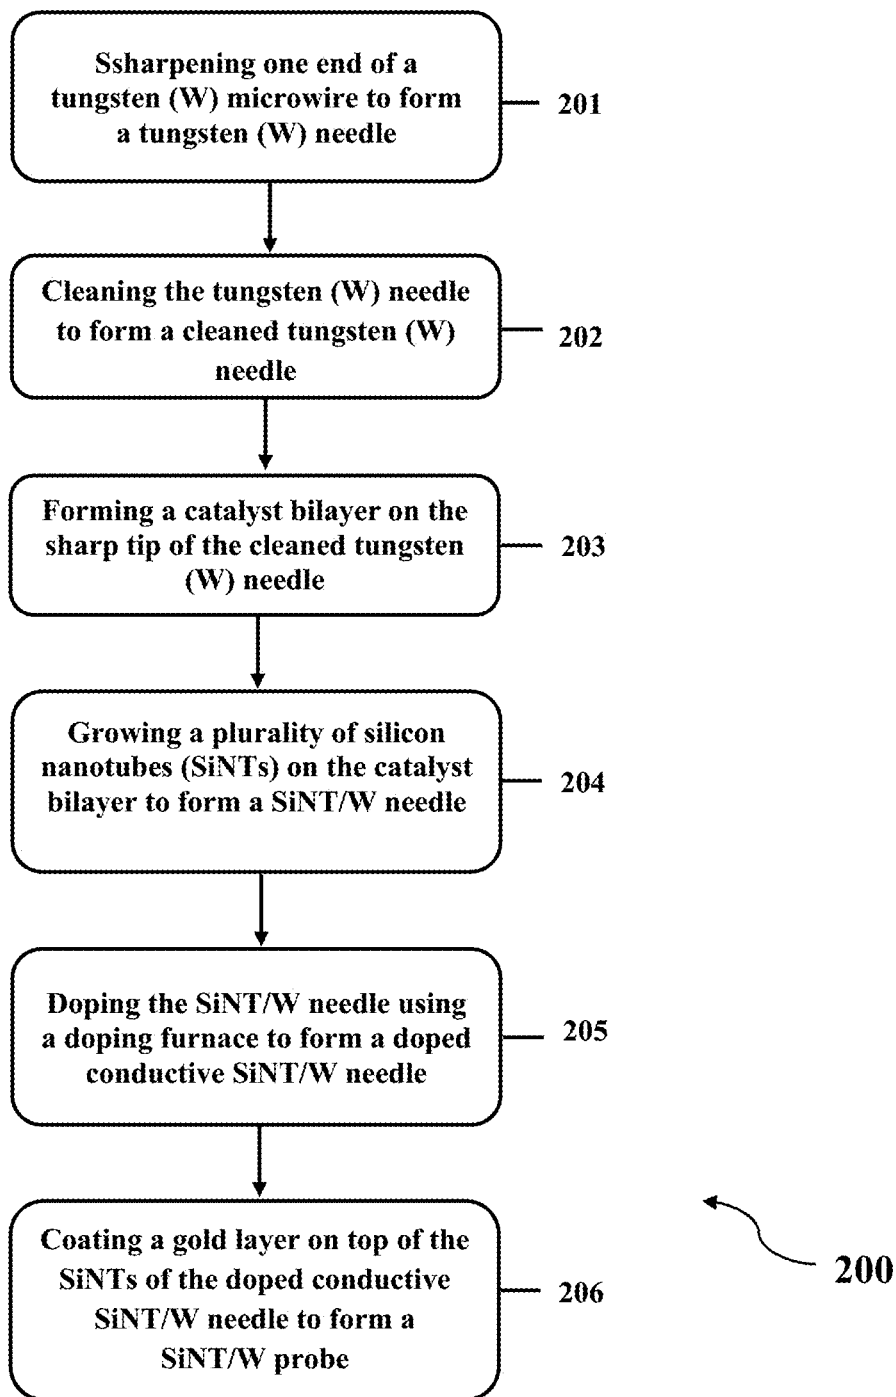 Ssharpening one end of a
tungsten (W) microwire to form
a tungsten (W) needle
201
Cleaning the tungsten (W) needle
to form a cleaned tungsten (W)
needle
202
Forming a catalyst bilayer on the
sharp tip of the cleaned tungsten
(W) needle
203
Growing a plurality of silicon
nanotubes (SiNTs) on the catalyst
bilayer to form a SiNT/W needle
204
Doping the SiNT/W needle using
a doping furnace to form a doped
conductive SiNT/W needle
205
Coating a gold layer on top of the
SiNTs of the doped conductive
SiNT/W needle to form a
SiNT/W probe
206
200